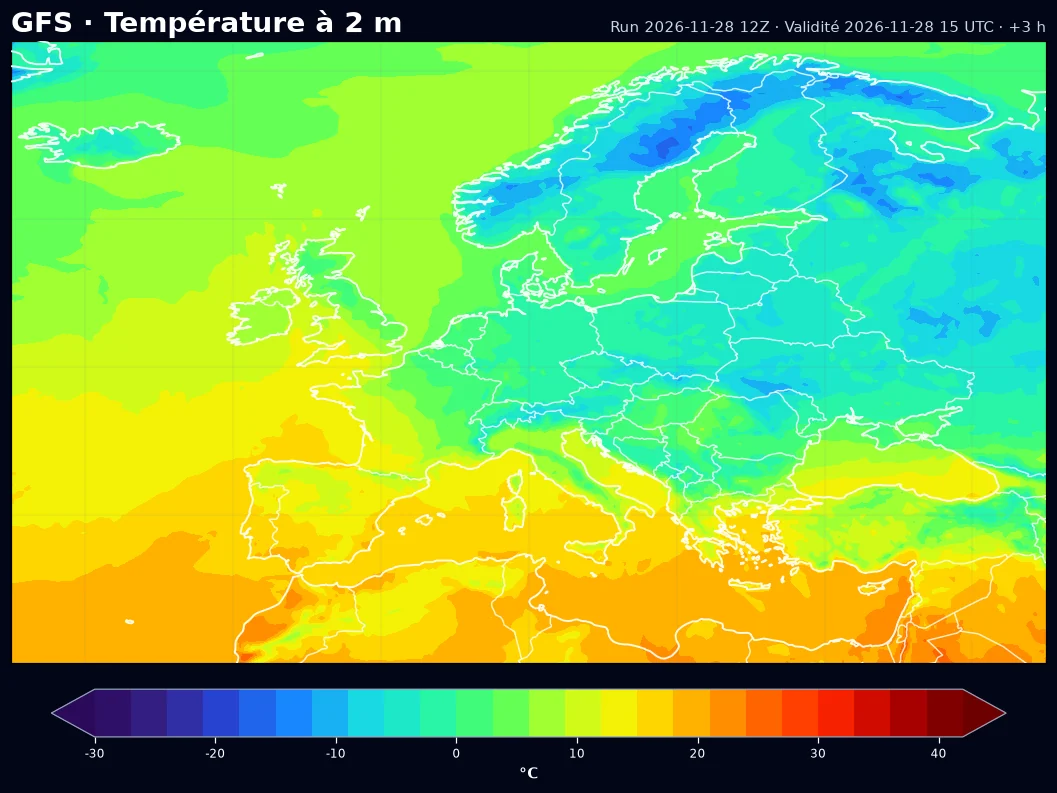 GFS · Température à 2 m
Run 2026-11-28 12Z · Validité 2026-11-28 15 UTC · +3 h
-30 -20 -10 0 10 20 30 40
°C